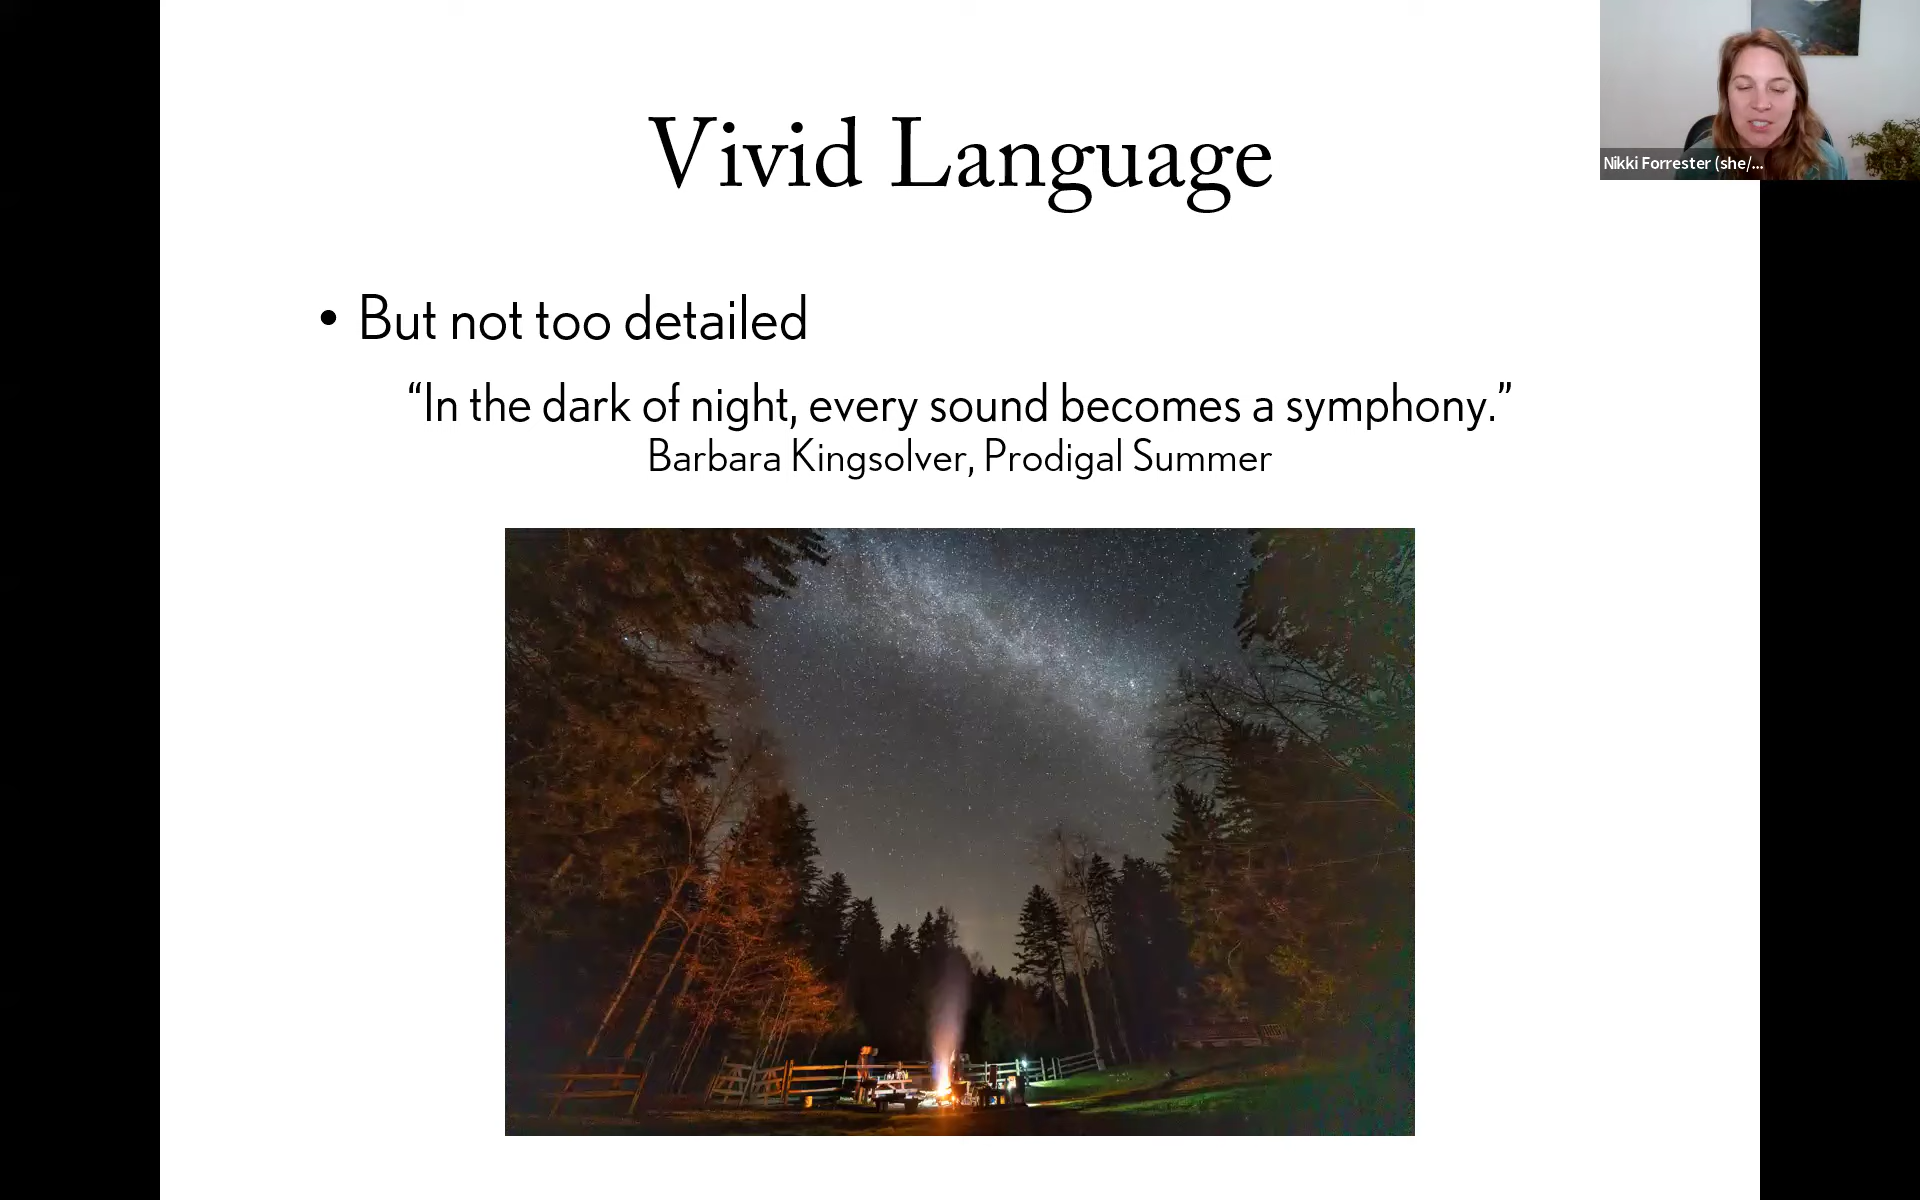 Vivid Language
Nikki Forrester (she/...
• But not too detailed
“In the dark of night, every sound becomes a symphony.”
Barbara Kingsolver, Prodigal Summer